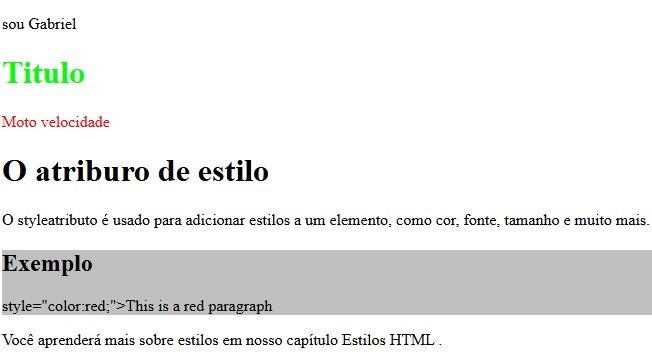 sou Gabriel
Titulo
Moto velocidade
O atriburo de estilo
O styleatributo é usado para adicionar estilos a um elemento, como cor, fonte, tamanho e muito mais.
Exemplo
style="color:red;">This is a red paragraph
Você aprenderá mais sobre estilos em nosso capítulo Estilos HTML .